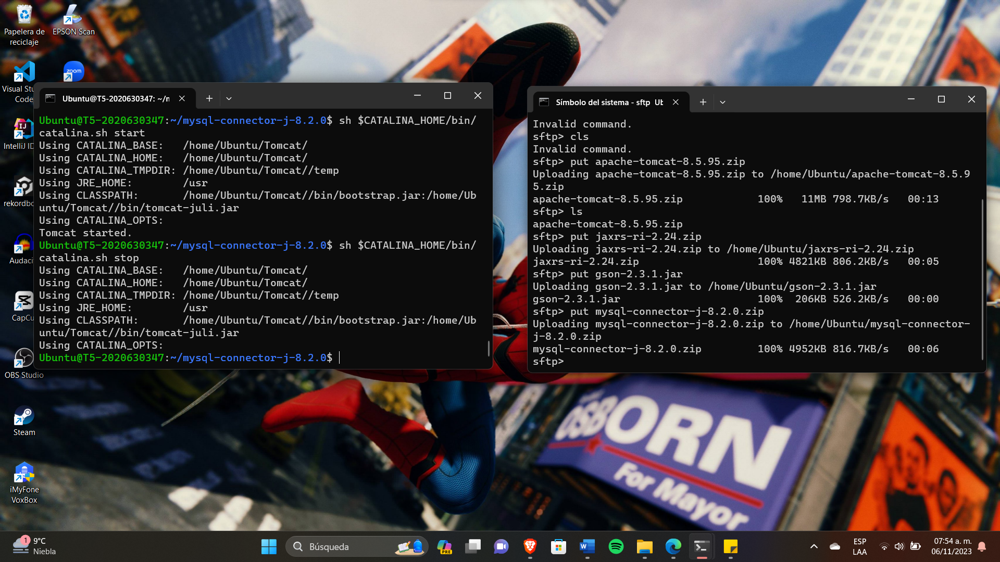 Papelera de
reciclaje
EPSON Scan
Visual Stu
Code
zoom
IntelliJ ID
rekordbo
Audaci
CapCu
OBS Studio
Steam
iMyFone
VoxBox
Ubuntu@T5-2020630347: ~/n
Ubuntu@T5-2020630347:~/mysql-connector-j-8.2.0$ sh $CATALINA_HOME/bin/
catalina.sh start
Using CATALINA_BASE:   /home/Ubuntu/Tomcat/
Using CATALINA_HOME:   /home/Ubuntu/Tomcat/
Using CATALINA_TMPDIR: /home/Ubuntu/Tomcat//temp
Using JRE_HOME:        /usr
Using CLASSPATH:       /home/Ubuntu/Tomcat//bin/bootstrap.jar:/home/Ub
untu/Tomcat//bin/tomcat-juli.jar
Using CATALINA_OPTS:
Tomcat started.
Ubuntu@T5-2020630347:~/mysql-connector-j-8.2.0$ sh $CATALINA_HOME/bin/
catalina.sh stop
Using CATALINA_BASE:   /home/Ubuntu/Tomcat/
Using CATALINA_HOME:   /home/Ubuntu/Tomcat/
Using CATALINA_TMPDIR: /home/Ubuntu/Tomcat//temp
Using JRE_HOME:        /usr
Using CLASSPATH:       /home/Ubuntu/Tomcat//bin/bootstrap.jar:/home/Ub
untu/Tomcat//bin/tomcat-juli.jar
Using CATALINA_OPTS:
Ubuntu@T5-2020630347:~/mysql-connector-j-8.2.0$
Símbolo del sistema - sftp  Ut
Invalid command.
sftp> cls
Invalid command.
sftp> put apache-tomcat-8.5.95.zip
Uploading apache-tomcat-8.5.95.zip to /home/Ubuntu/apache-tomcat-8.5.9
5.zip
apache-tomcat-8.5.95.zip            100%   11MB 798.7KB/s   00:13
sftp> ls
apache-tomcat-8.5.95.zip
sftp> put jaxrs-ri-2.24.zip
Uploading jaxrs-ri-2.24.zip to /home/Ubuntu/jaxrs-ri-2.24.zip
jaxrs-ri-2.24.zip                   100% 4821KB 806.2KB/s   00:05
sftp> put gson-2.3.1.jar
Uploading gson-2.3.1.jar to /home/Ubuntu/gson-2.3.1.jar
gson-2.3.1.jar                      100%  206KB 526.2KB/s   00:00
sftp> put mysql-connector-j-8.2.0.zip
Uploading mysql-connector-j-8.2.0.zip to /home/Ubuntu/mysql-connector-
j-8.2.0.zip
mysql-connector-j-8.2.0.zip         100% 4952KB 816.7KB/s   00:06
sftp>
OSBORN
For Mayor
1
9°C
Niebla
Búsqueda
PRE
ESP
LAA
07:54 a. m.
06/11/2023